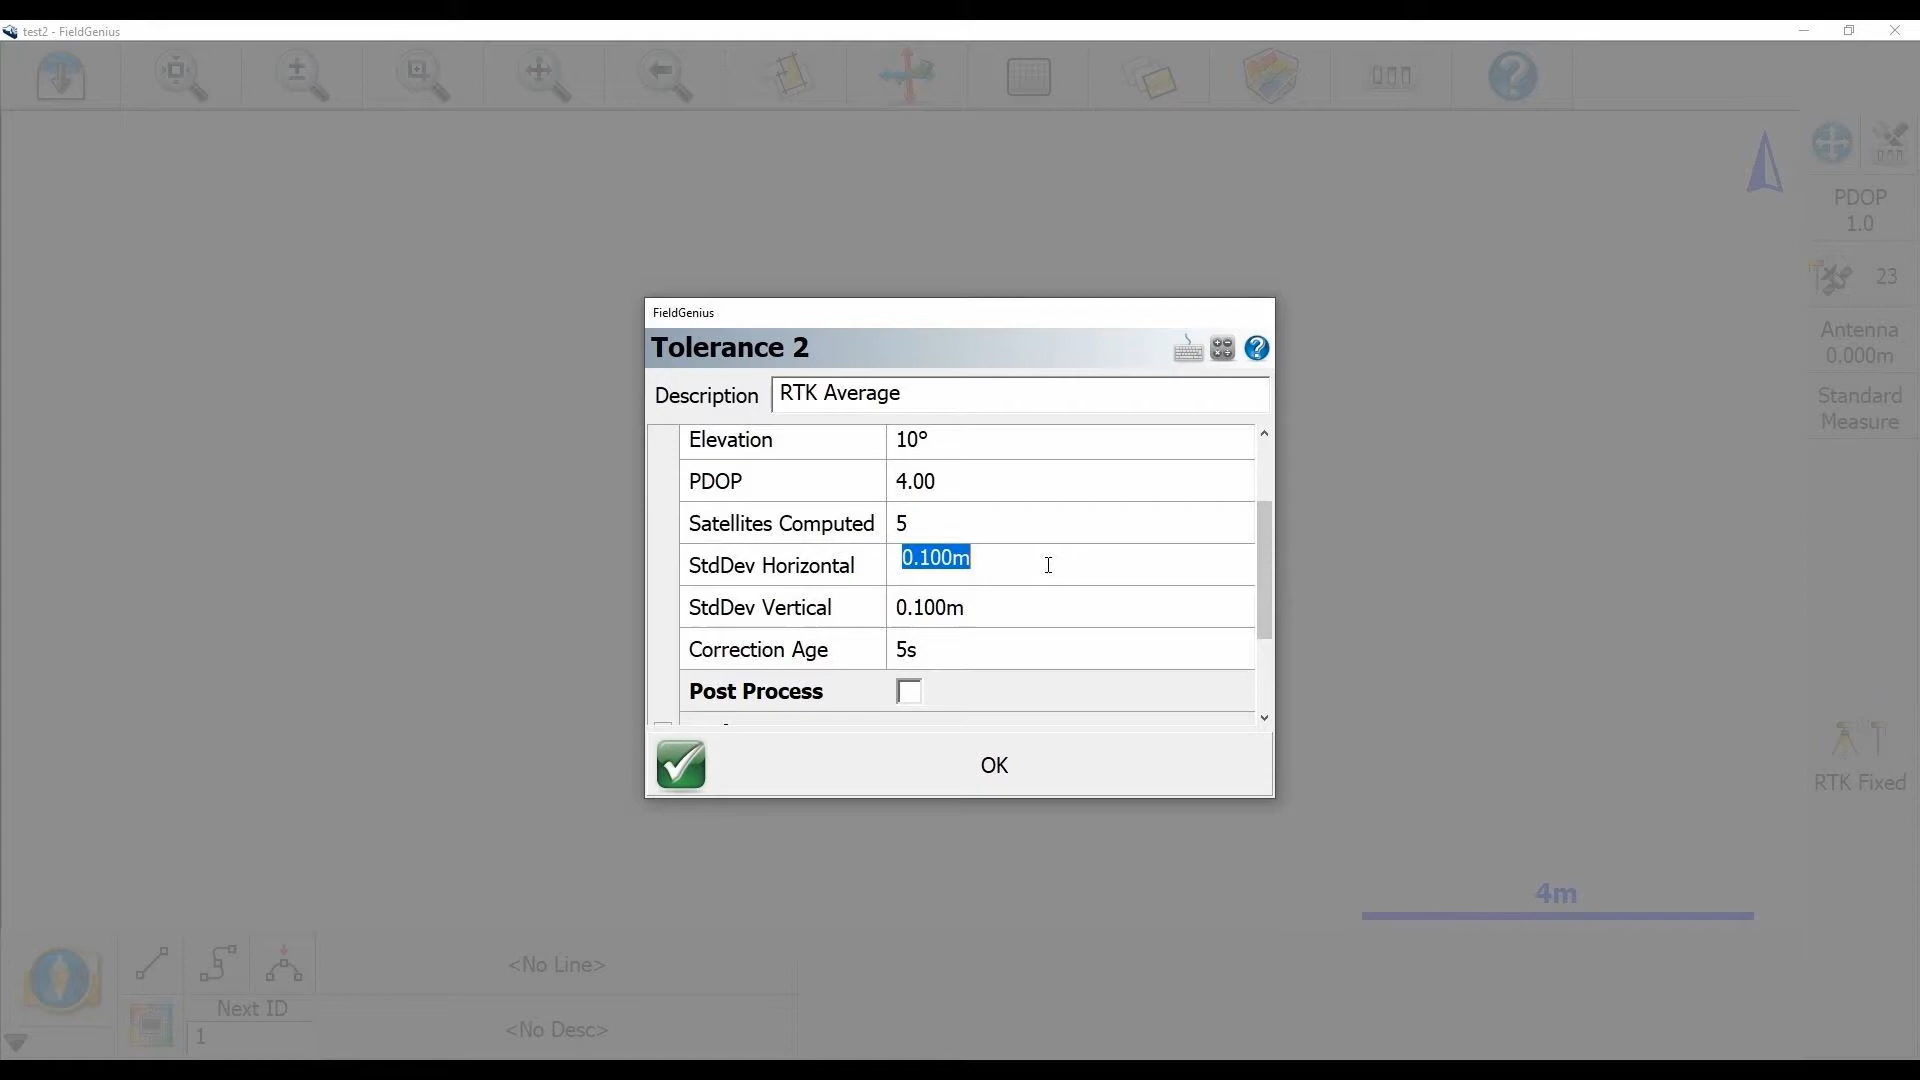 test2 - FieldGenius
PDOP
1.0
23
Antenna
0.000m
Standard
Measure
FieldGenius
Tolerance 2
Description RTK Average
Elevation 10°
PDOP 4.00
Satellites Computed 5
StdDev Horizontal 0.100m
StdDev Vertical 0.100m
Correction Age 5s
Post Process
OK
RTK Fixed
4m
<No Line>
Next ID
1
<No Desc>